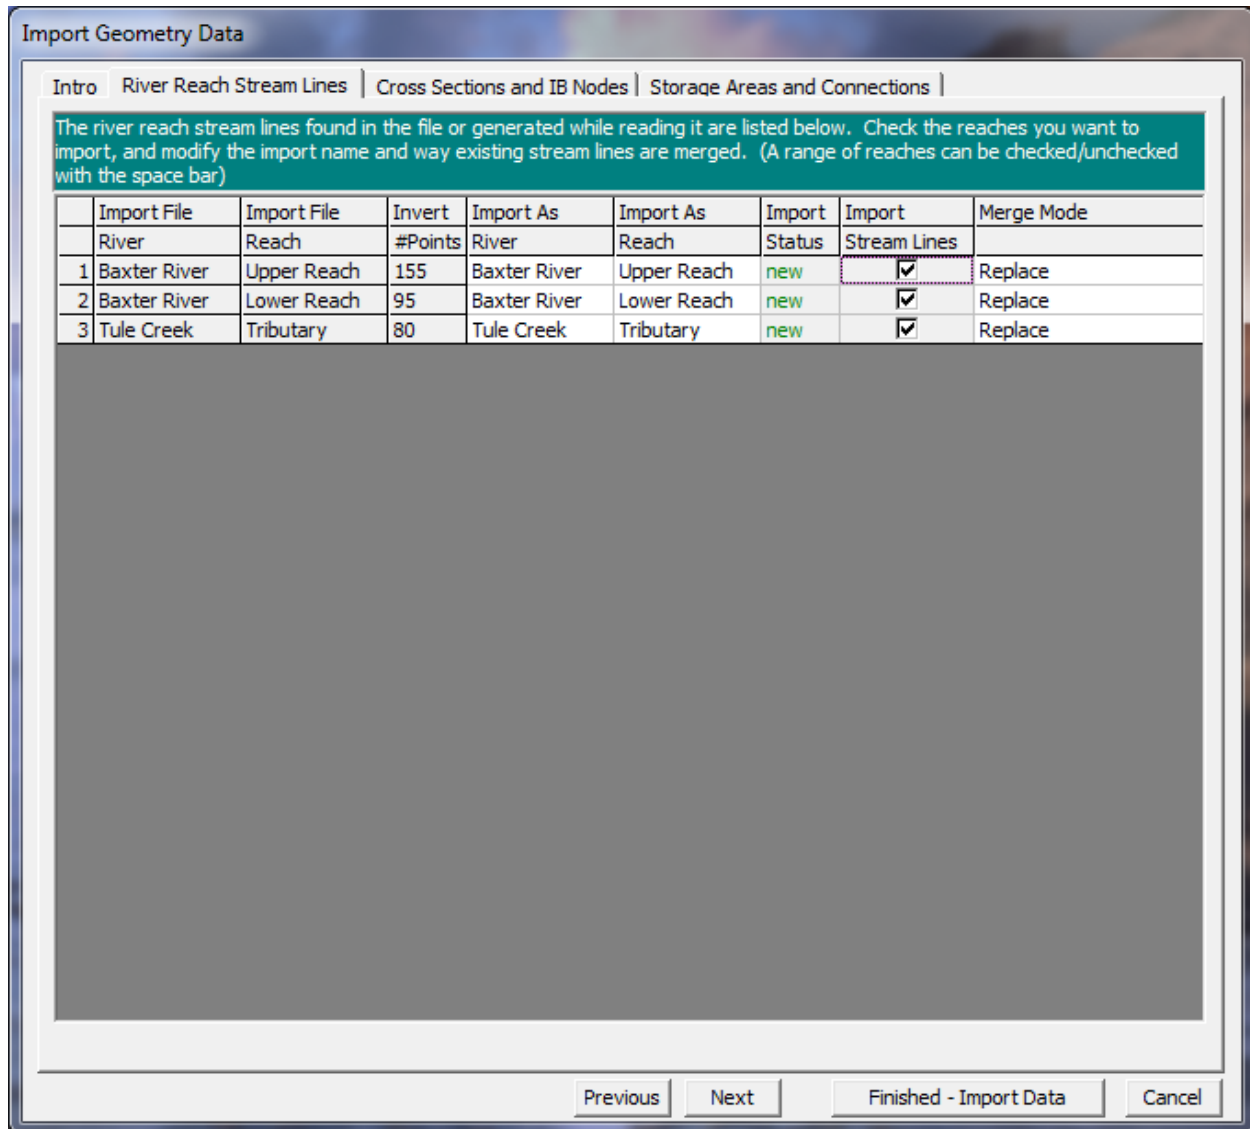 Import Geometry Data
Intro River Reach Stream Lines Cross Sections and IB Nodes Storage Areas and Connections
The river reach stream lines found in the file or generated while reading it are listed below. Check the reaches you want to
import, and modify the import name and way existing stream lines are merged. (A range of reaches can be checked/unchecked
with the space bar)
Import File Import File Invert Import As Import As Import Import Merge Mode
River Reach #Points River Reach Status Stream Lines
1 Baxter River Upper Reach 155 Baxter River Upper Reach new Replace
2 Baxter River Lower Reach 95 Baxter River Lower Reach new Replace
3 Tule Creek Tributary 80 Tule Creek Tributary new Replace
Previous Next Finished - Import Data Cancel